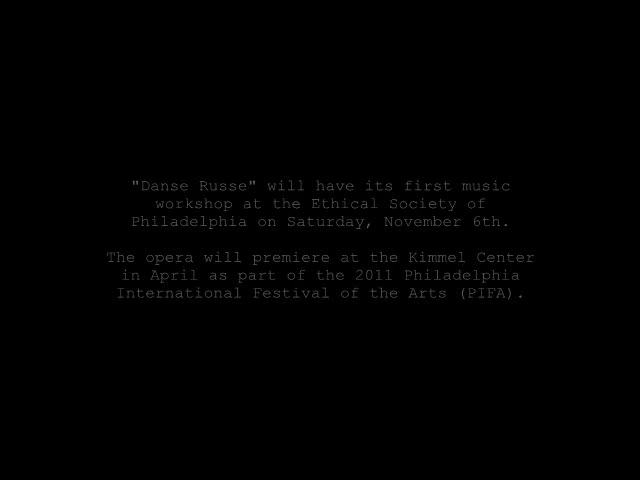 "Danse Russe" will have its first music
workshop at the Ethical Society of
Philadelphia on Saturday, November 6th.
The opera will premiere at the Kimmel Center
in April as part of the 2011 Philadelphia
International Festival of the Arts (PIFA).